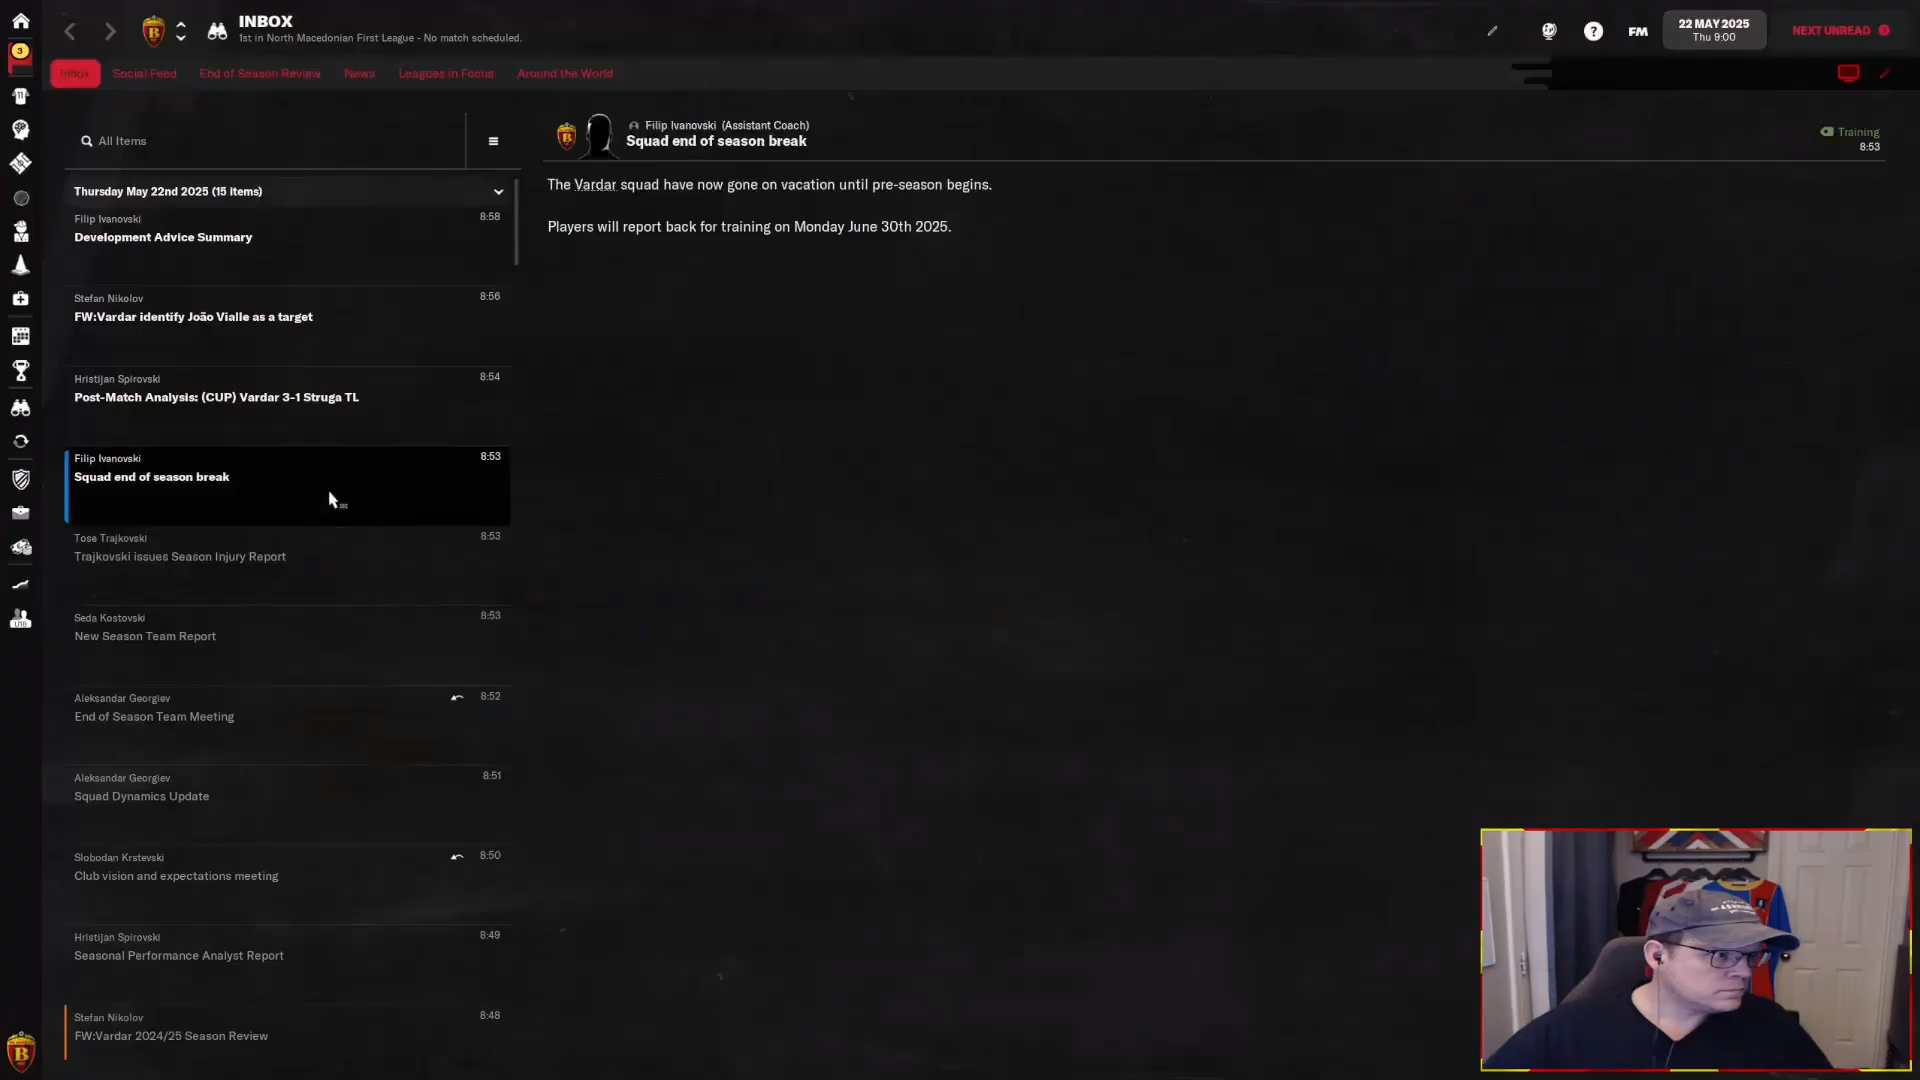 INBOX
1st in North Macedonian First League - No match scheduled.
FM
22 MAY 2025
Thu 9:00
NEXT UNREAD
3
Inbox
Social Feed
End of Season Review
News
Leagues in Focus
Around the World
All Items
Thursday May 22nd 2025 (15 items)
Filip Ivanovski
8:58
Development Advice Summary
Stefan Nikolov
8:56
FW:Vardar identify João Vialle as a target
Hristijan Spirovski
8:54
Post-Match Analysis: (CUP) Vardar 3-1 Struga TL
Filip Ivanovski
8:53
Squad end of season break
Tose Trajkovski
8:53
Trajkovski issues Season Injury Report
Seda Kostovski
8:53
New Season Team Report
Aleksandar Georgiev
8:52
End of Season Team Meeting
Aleksandar Georgiev
8:51
Squad Dynamics Update
Slobodan Krstevski
8:50
Club vision and expectations meeting
Hristijan Spirovski
8:49
Seasonal Performance Analyst Report
Stefan Nikolov
8:48
FW:Vardar 2024/25 Season Review
Filip Ivanovski (Assistant Coach)
Squad end of season break
Training
8:53
The Vardar squad have now gone on vacation until pre-season begins.
Players will report back for training on Monday June 30th 2025.
U18